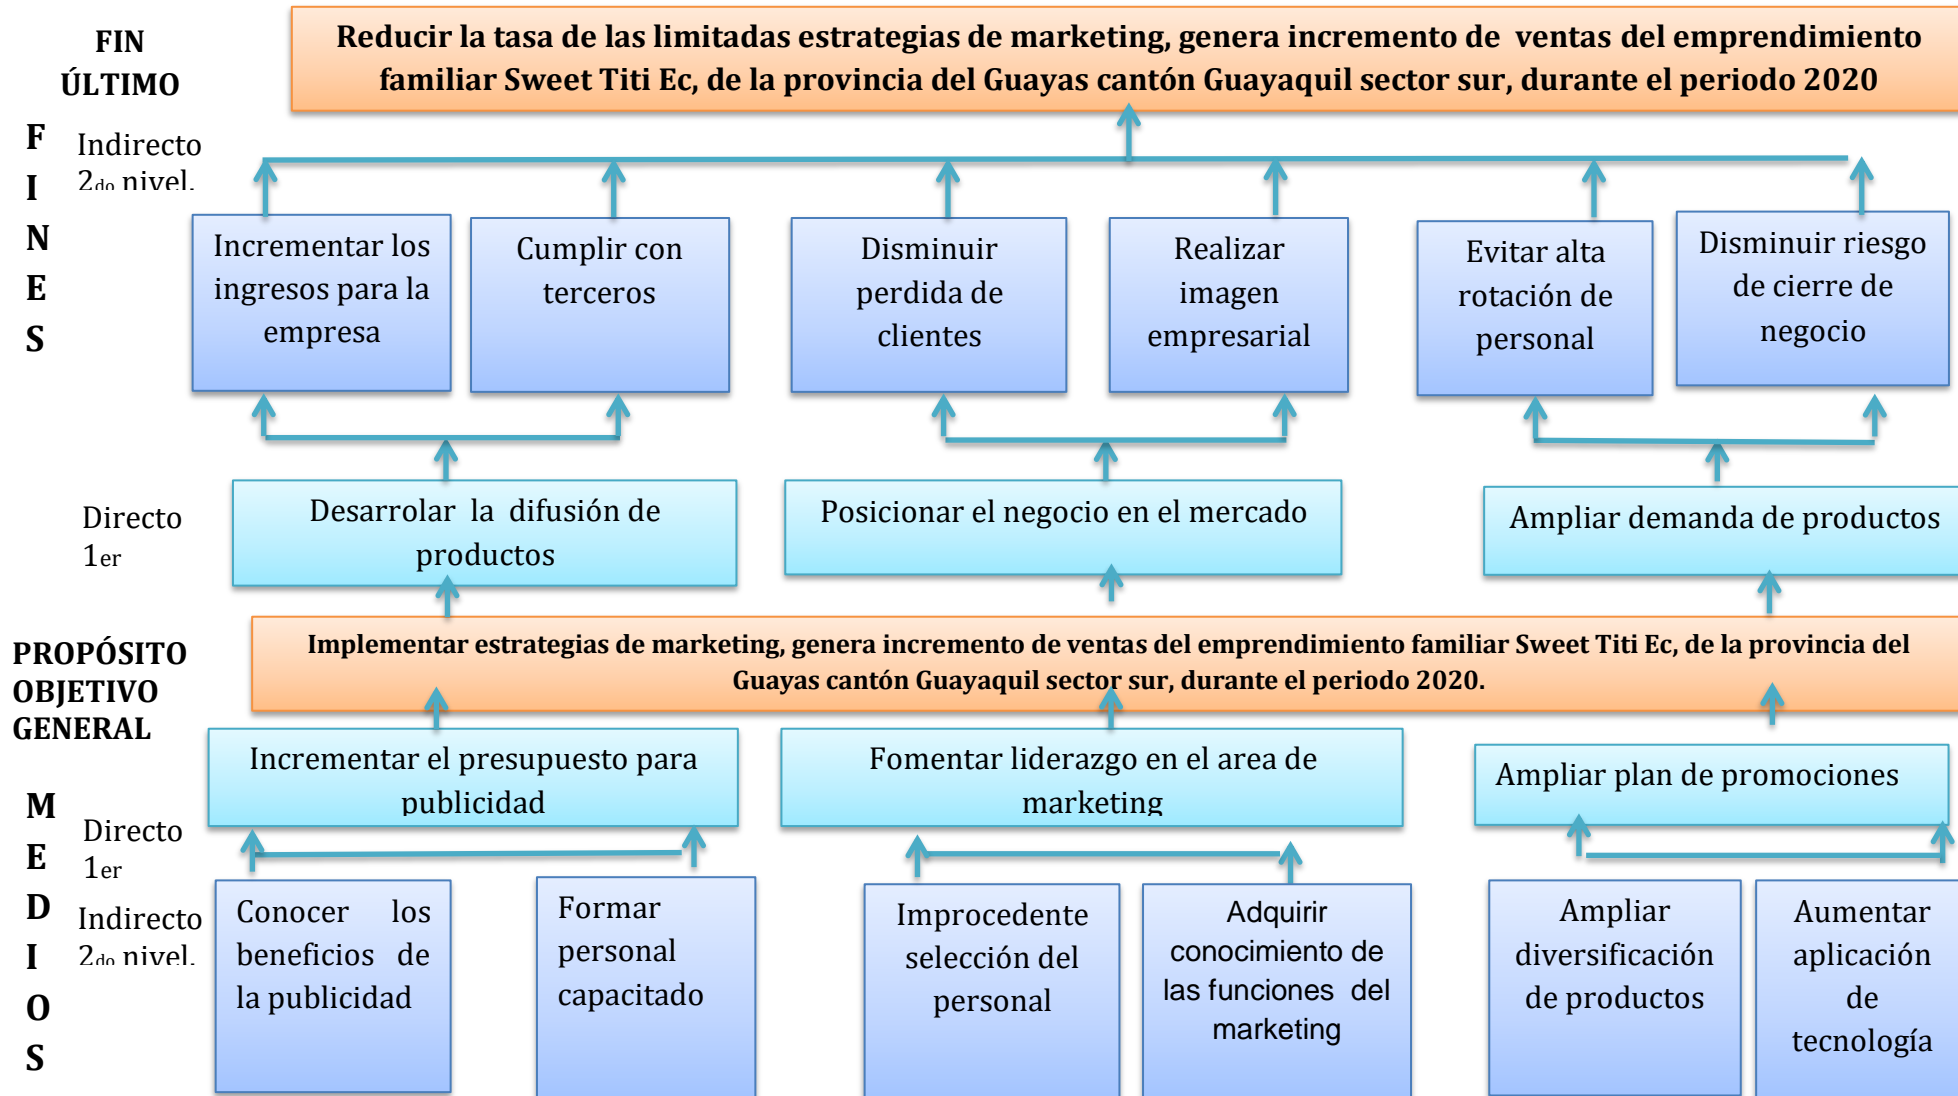 FIN
ÚLTIMO
Reducir la tasa de las limitadas estrategias de marketing, genera incremento de ventas del emprendimiento
familiar Sweet Titi Ec, de la provincia del Guayas cantón Guayaquil sector sur, durante el periodo 2020
F
I
N
E
S
Indirecto
2do nivel.
Incrementar los
ingresos para la
empresa
Cumplir con
terceros
Disminuir
perdida de
clientes
Realizar
imagen
empresarial
Evitar alta
rotación de
personal
Disminuir riesgo
de cierre de
negocio
Directo
1er
Desarrolar la difusión de
productos
Posicionar el negocio en el mercado
Ampliar demanda de productos
PROPÓSITO
OBJETIVO
GENERAL
Implementar estrategias de marketing, genera incremento de ventas del emprendimiento familiar Sweet Titi Ec, de la provincia del
Guayas cantón Guayaquil sector sur, durante el periodo 2020.
M
E
D
I
O
S
Directo
1er
Incrementar el presupuesto para
publicidad
Fomentar liderazgo en el area de
marketing
Ampliar plan de promociones
Indirecto
2do nivel.
Conocer los
beneficios de
la publicidad
Formar
personal
capacitado
Improcedente
selección del
personal
Adquirir
conocimiento de
las funciones del
marketing
Ampliar
diversificación
de productos
Aumentar
aplicación
de
tecnología